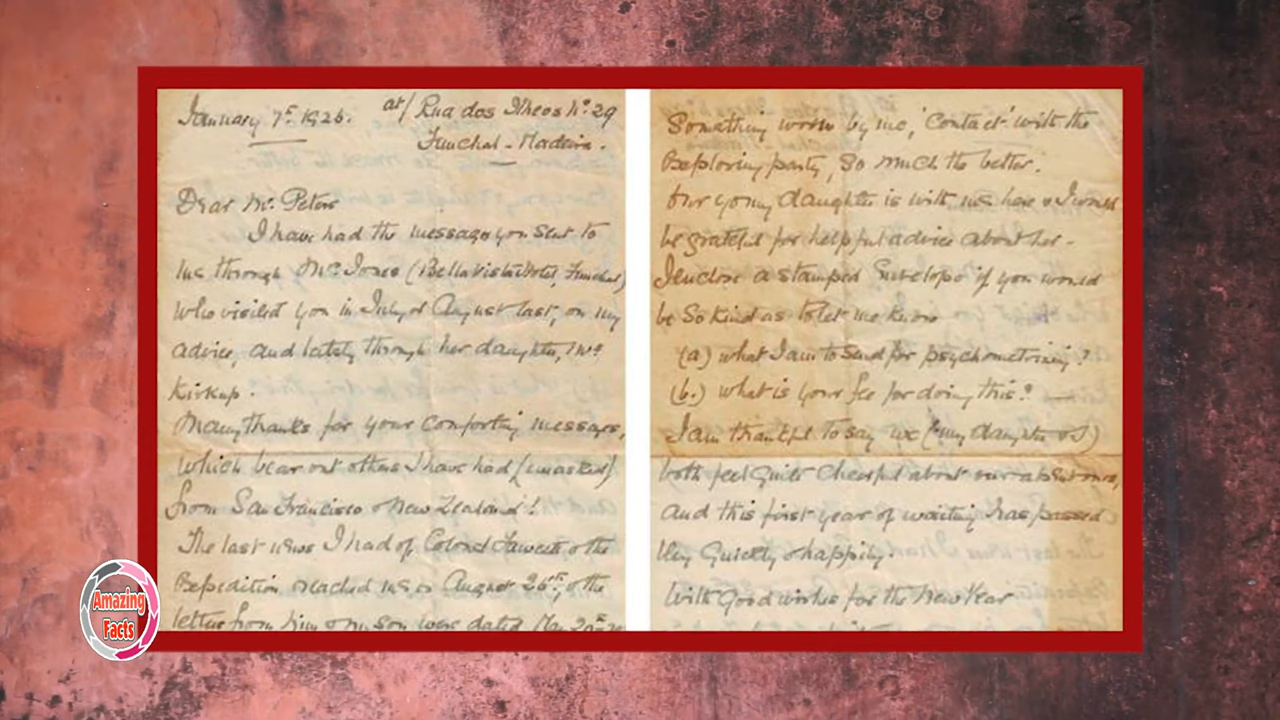 January 7th 1926.
at/ Rua dos Ilheos No. 29
Funchal - Madeira.
Dear Mr. Peters
I have had the messages you sent to
me through Mrs Jones (Bella Vista Hotel, Funchal)
who visited you in July or August last, on my
advice, and lately through her daughter, Mrs
Kirkup.
Many thanks for your comforting messages,
which bear out others I have had (unasked)
from San Francisco & New Zealand!
The last news I had of Colonel Fawcett & the
Expedition reached me on August 26th, & the
letters from him & my son were dated May 20th
Something worn by me, 'Contact' with the
Exploring party, so much the better.
Our young daughter is with me here & I would
be grateful for helpful advice about her -
I enclose a stamped Envelope if you would
be so kind as to let me know
(a) what I am to send for psychometrising?
(b.) what is your fee for doing this? —
I am thankful to say we (my daughter & I)
both feel quite cheerful about our absent ones,
and this first year of waiting has passed
very quickly & happily.
With Good wishes for the New Year
Amazing
Facts